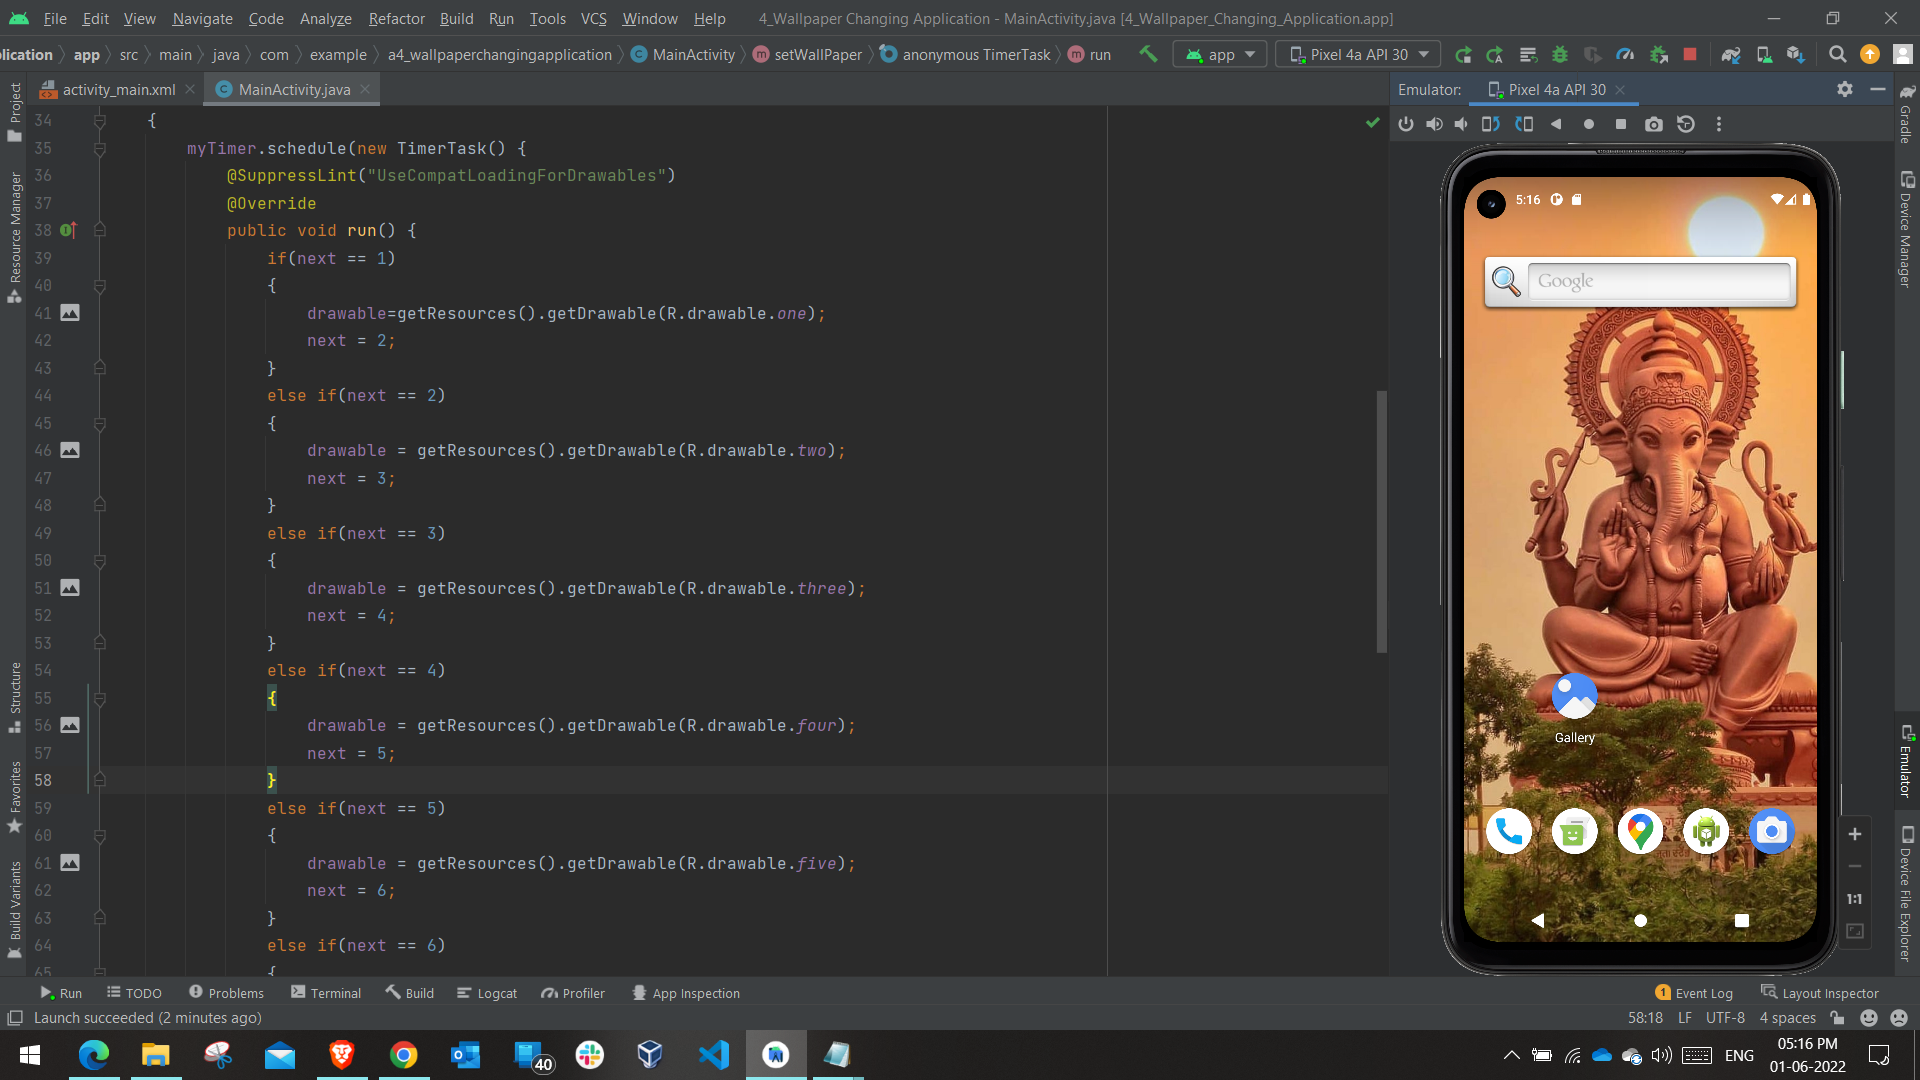 File Edit View Navigate Code Analyze Refactor Build Run Tools VCS Window Help 4_Wallpaper Changing Application - MainActivity.java [4_Wallpaper_Changing_Application.app]
plication app src main java com example a4_wallpaperchangingapplication MainActivity setWallPaper anonymous TimerTask run app Pixel 4a API 30
activity_main.xml MainActivity.java
Emulator: Pixel 4a API 30
Project
Resource Manager
Structure
Favorites
Build Variants
34 {
35 myTimer.schedule(new TimerTask() {
36 @SuppressLint("UseCompatLoadingForDrawables")
37 @Override
38 public void run() {
39 if(next == 1)
40 {
41 drawable=getResources().getDrawable(R.drawable.one);
42 next = 2;
43 }
44 else if(next == 2)
45 {
46 drawable = getResources().getDrawable(R.drawable.two);
47 next = 3;
48 }
49 else if(next == 3)
50 {
51 drawable = getResources().getDrawable(R.drawable.three);
52 next = 4;
53 }
54 else if(next == 4)
55 {
56 drawable = getResources().getDrawable(R.drawable.four);
57 next = 5;
58 }
59 else if(next == 5)
60 {
61 drawable = getResources().getDrawable(R.drawable.five);
62 next = 6;
63 }
64 else if(next == 6)
65 {
5:16
Google
Gallery
1:1
Gradle
Device Manager
Emulator
Device File Explorer
Run TODO Problems Terminal Build Logcat Profiler App Inspection 1 Event Log Layout Inspector
Launch succeeded (2 minutes ago) 58:18 LF UTF-8 4 spaces
40 ENG 05:16 PM
01-06-2022